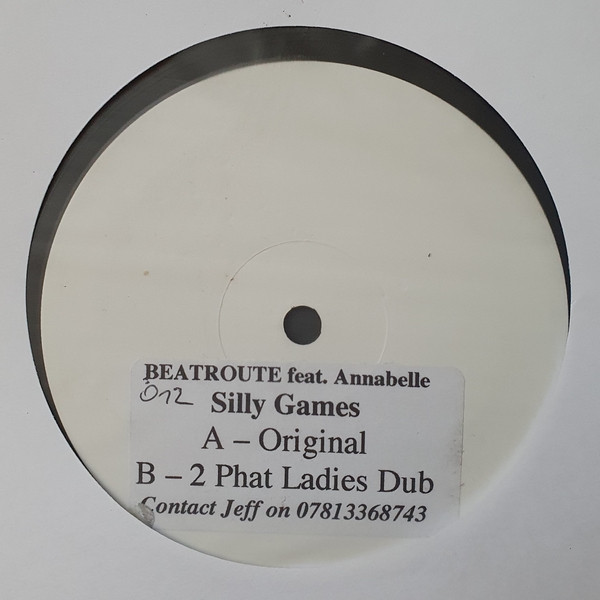 BEATROUTE feat. Annabelle
012 Silly Games
A – Original
B – 2 Phat Ladies Dub
Contact Jeff on 07813368743